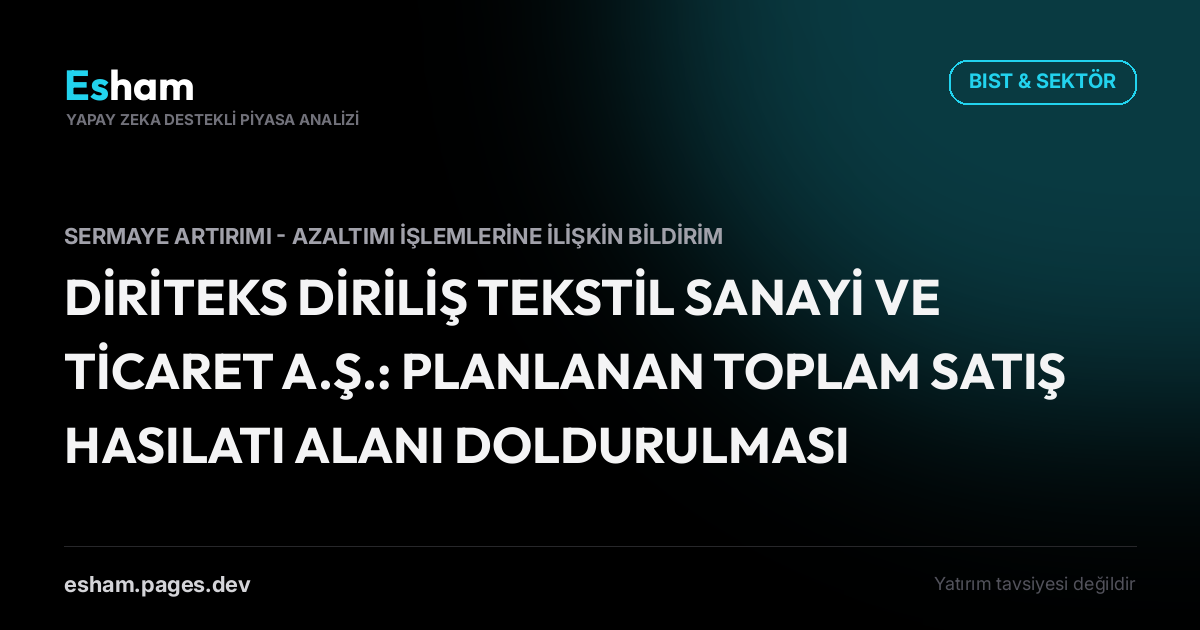 Esham
YAPAY ZEKA DESTEKLİ PİYASA ANALİZİ
BIST & SEKTÖR
SERMAYE ARTIRIMI - AZALTIMI İŞLEMLERİNE İLİŞKİN BİLDİRİM
DİRİTEKS DİRİLİŞ TEKSTİL SANAYİ VE
TİCARET A.Ş.: PLANLANAN TOPLAM SATIŞ
HASILATI ALANI DOLDURULMASI
esham.pages.dev
Yatırım tavsiyesi değildir